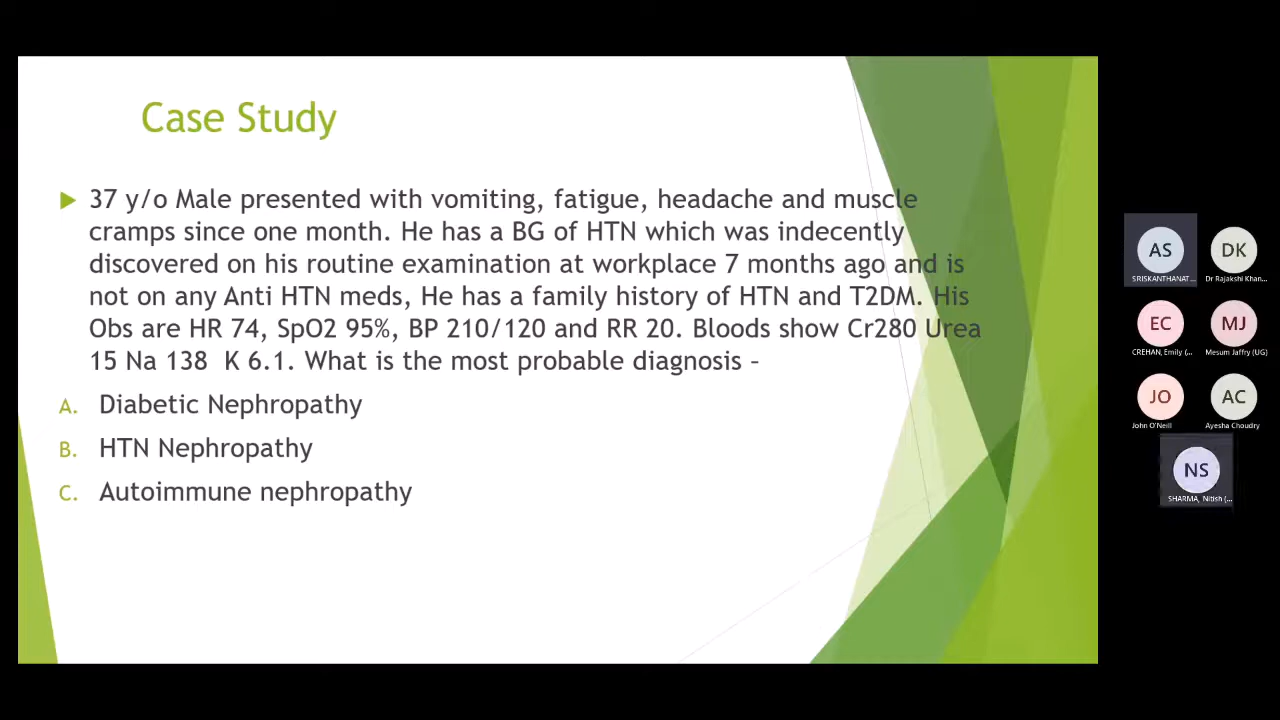 Case Study
37 y/o Male presented with vomiting, fatigue, headache and muscle
cramps since one month. He has a BG of HTN which was indecently
discovered on his routine examination at workplace 7 months ago and is
not on any Anti HTN meds, He has a family history of HTN and T2DM. His
Obs are HR 74, SpO2 95%, BP 210/120 and RR 20. Bloods show Cr280 Urea
15 Na 138 K 6.1. What is the most probable diagnosis –
A. Diabetic Nephropathy
B. HTN Nephropathy
C. Autoimmune nephropathy
AS
SRISKANTHANAT...
DK
Dr Rajakshi Khan...
EC
CREHAN, Emily (...
MJ
Mesum Jaffry (UG)
JO
John O'Neill
AC
Ayesha Choudry
NS
SHARMA, Nitish (...